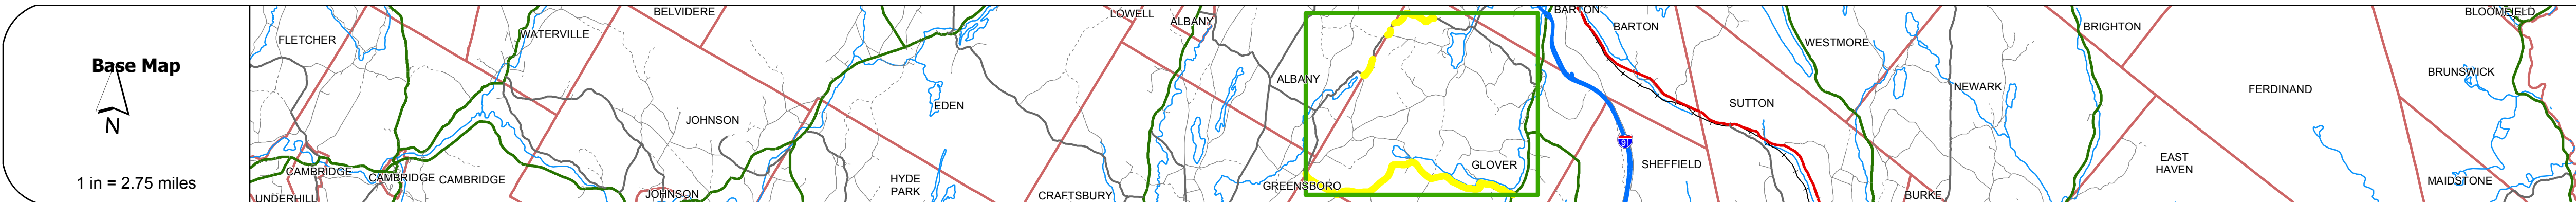 Base Map
N
1 in = 2.75 miles
FLETCHER
WATERVILLE
BELVIDERE
JOHNSON
EDEN
LOWELL
ALBANY
ALBANY
BARTON
BARTON
WESTMORE
NEWARK
BRIGHTON
FERDINAND
BLOOMFIELD
BRUNSWICK
SUTTON
91
CAMBRIDGE
CAMBRIDGE
CAMBRIDGE
UNDERHILL
JOHNSON
HYDE
PARK
CRAFTSBURY
GREENSBORO
GLOVER
SHEFFIELD
BURKE
EAST
HAVEN
MAIDSTONE